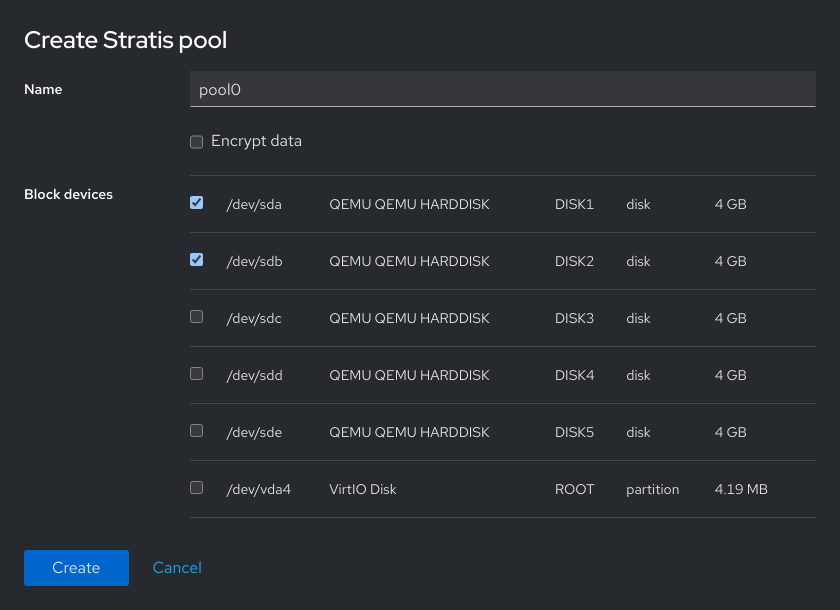 Create Stratis pool
Name pool0
Encrypt data
Block devices /dev/sda QEMU QEMU HARDDISK DISK1 disk 4 GB
/dev/sdb QEMU QEMU HARDDISK DISK2 disk 4 GB
/dev/sdc QEMU QEMU HARDDISK DISK3 disk 4 GB
/dev/sdd QEMU QEMU HARDDISK DISK4 disk 4 GB
/dev/sde QEMU QEMU HARDDISK DISK5 disk 4 GB
/dev/vda4 VirtIO Disk ROOT partition 4.19 MB
Create Cancel